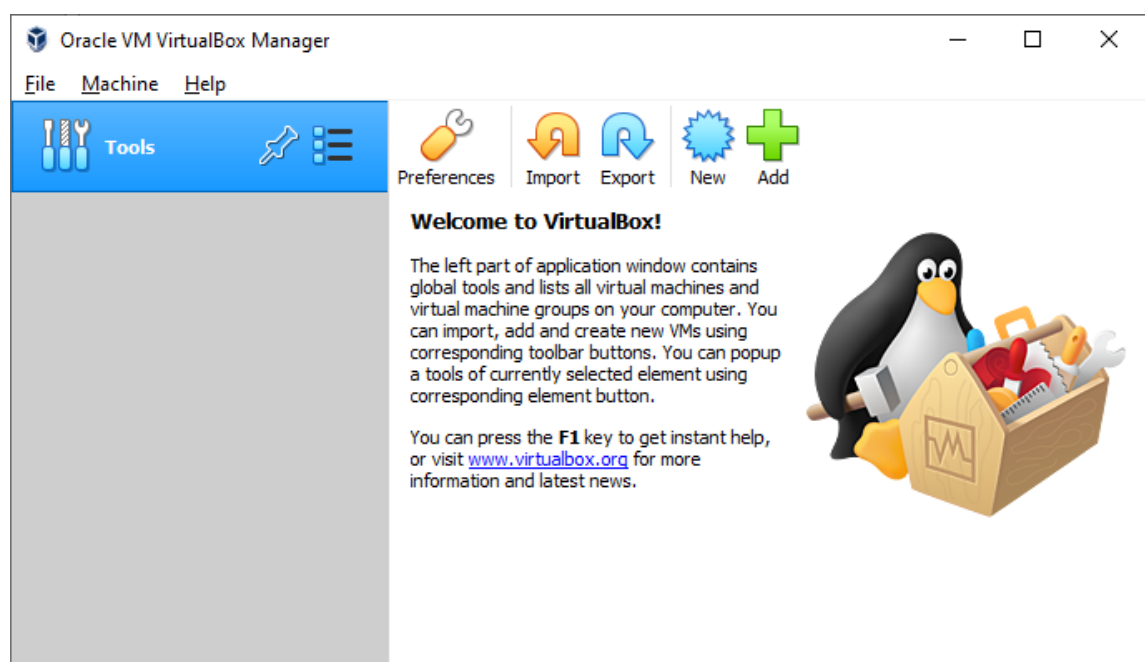 Oracle VM VirtualBox Manager
File Machine Help
Tools
Preferences Import Export New Add
Welcome to VirtualBox!
The left part of application window contains
global tools and lists all virtual machines and
virtual machine groups on your computer. You
can import, add and create new VMs using
corresponding toolbar buttons. You can popup
a tools of currently selected element using
corresponding element button.
You can press the F1 key to get instant help,
or visit www.virtualbox.org for more
information and latest news.